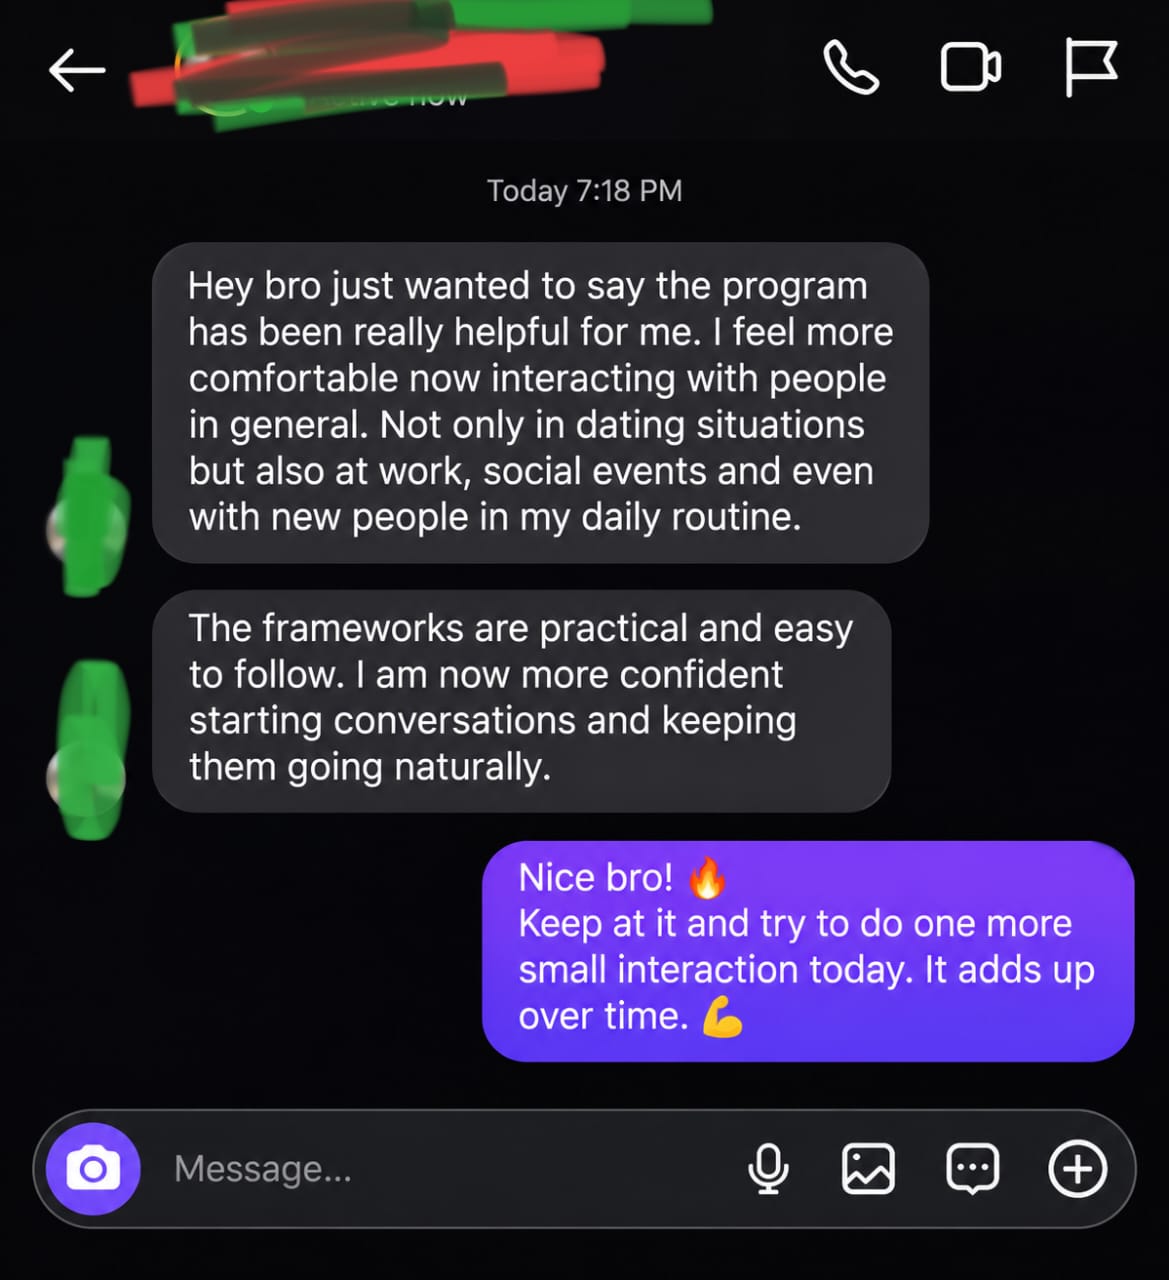 Active now
Today 7:18 PM
Hey bro just wanted to say the program
has been really helpful for me. I feel more
comfortable now interacting with people
in general. Not only in dating situations
but also at work, social events and even
with new people in my daily routine.
The frameworks are practical and easy
to follow. I am now more confident
starting conversations and keeping
them going naturally.
Nice bro! 🔥
Keep at it and try to do one more
small interaction today. It adds up
over time. 💪
Message...